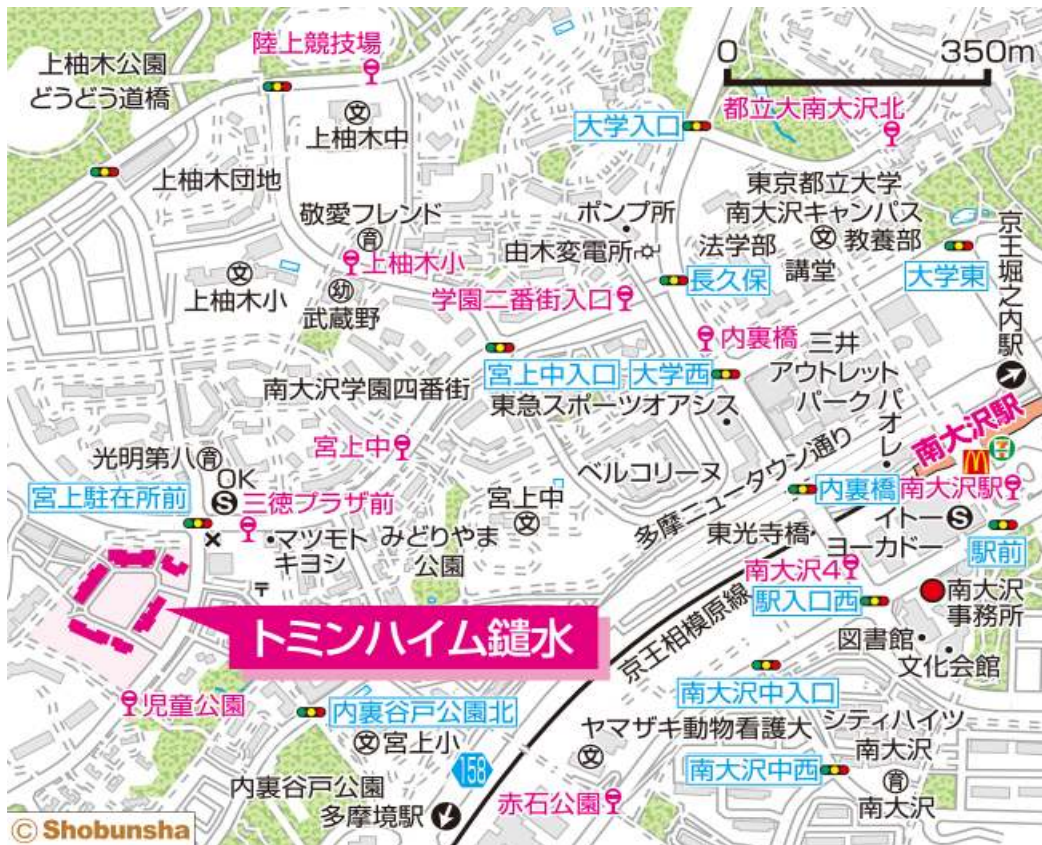 陸上競技場
0 350m
上柚木公園
どうどう道橋
都立大南大沢北
大学入口
文
上柚木中
上柚木団地
東京都立大学
南大沢キャンパス
文 教養部
法学部
講堂
敬愛フレンド
育
ポンプ所
由木変電所
京王堀之内駅
大学東
上柚木小
文
上柚木小
幼
武蔵野
学園二番街入口
長久保
内裏橋
三井
アウトレット
パーク
パオレ
宮上中入口
大学西
東急スポーツオアシス
南大沢学園四番街
南大沢駅
宮上中
光明第八
育
OK
S
三徳プラザ前
宮上駐在所前
ベルコリーヌ
多摩ニュータウン通り
内裏橋
南大沢駅
宮上中
文
マツモト
キヨシ
みどりやま
公園
東光寺橋
イトー
ヨーカドー
S
駅前
〒
南大沢4
駅入口西
南大沢
事務所
トミンハイム鑓水
京王相模原線
図書館
文化会館
児童公園
内裏谷戸公園北
南大沢中入口
文
宮上小
ヤマザキ動物看護大
文
シティハイツ
南大沢
158
南大沢中西
育
南大沢
内裏谷戸公園
多摩境駅
赤石公園
© Shobunsha